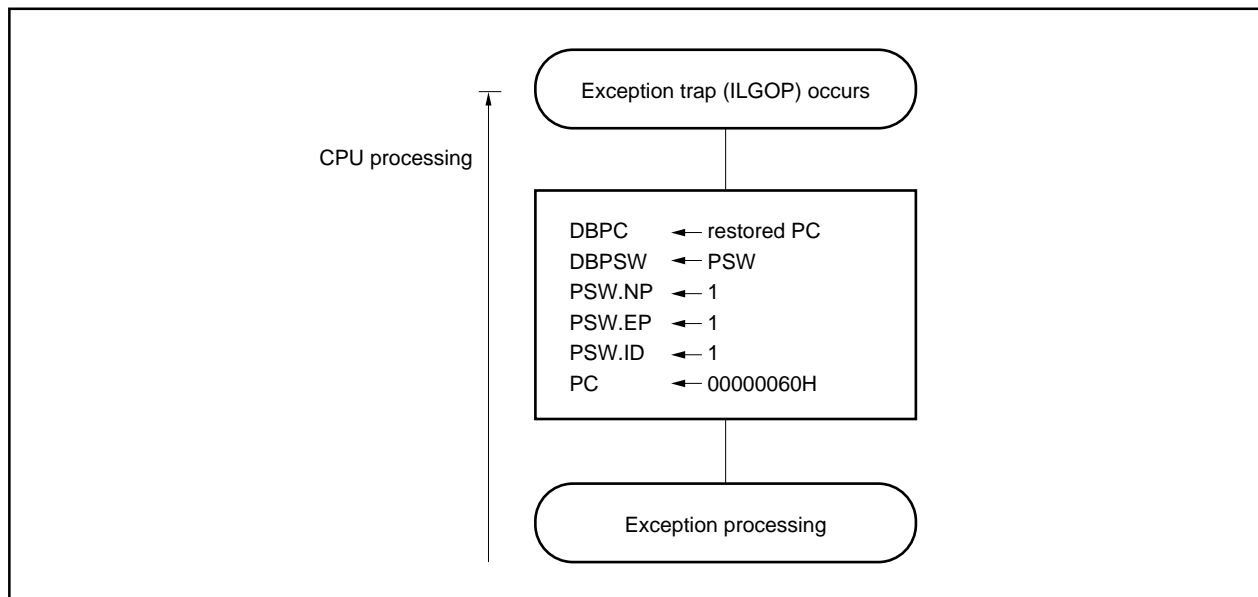 Exception trap (ILGOP) occurs
CPU processing
DBPC ← restored PC
DBPSW ← PSW
PSW.NP ← 1
PSW.EP ← 1
PSW.ID ← 1
PC ← 00000060H
Exception processing